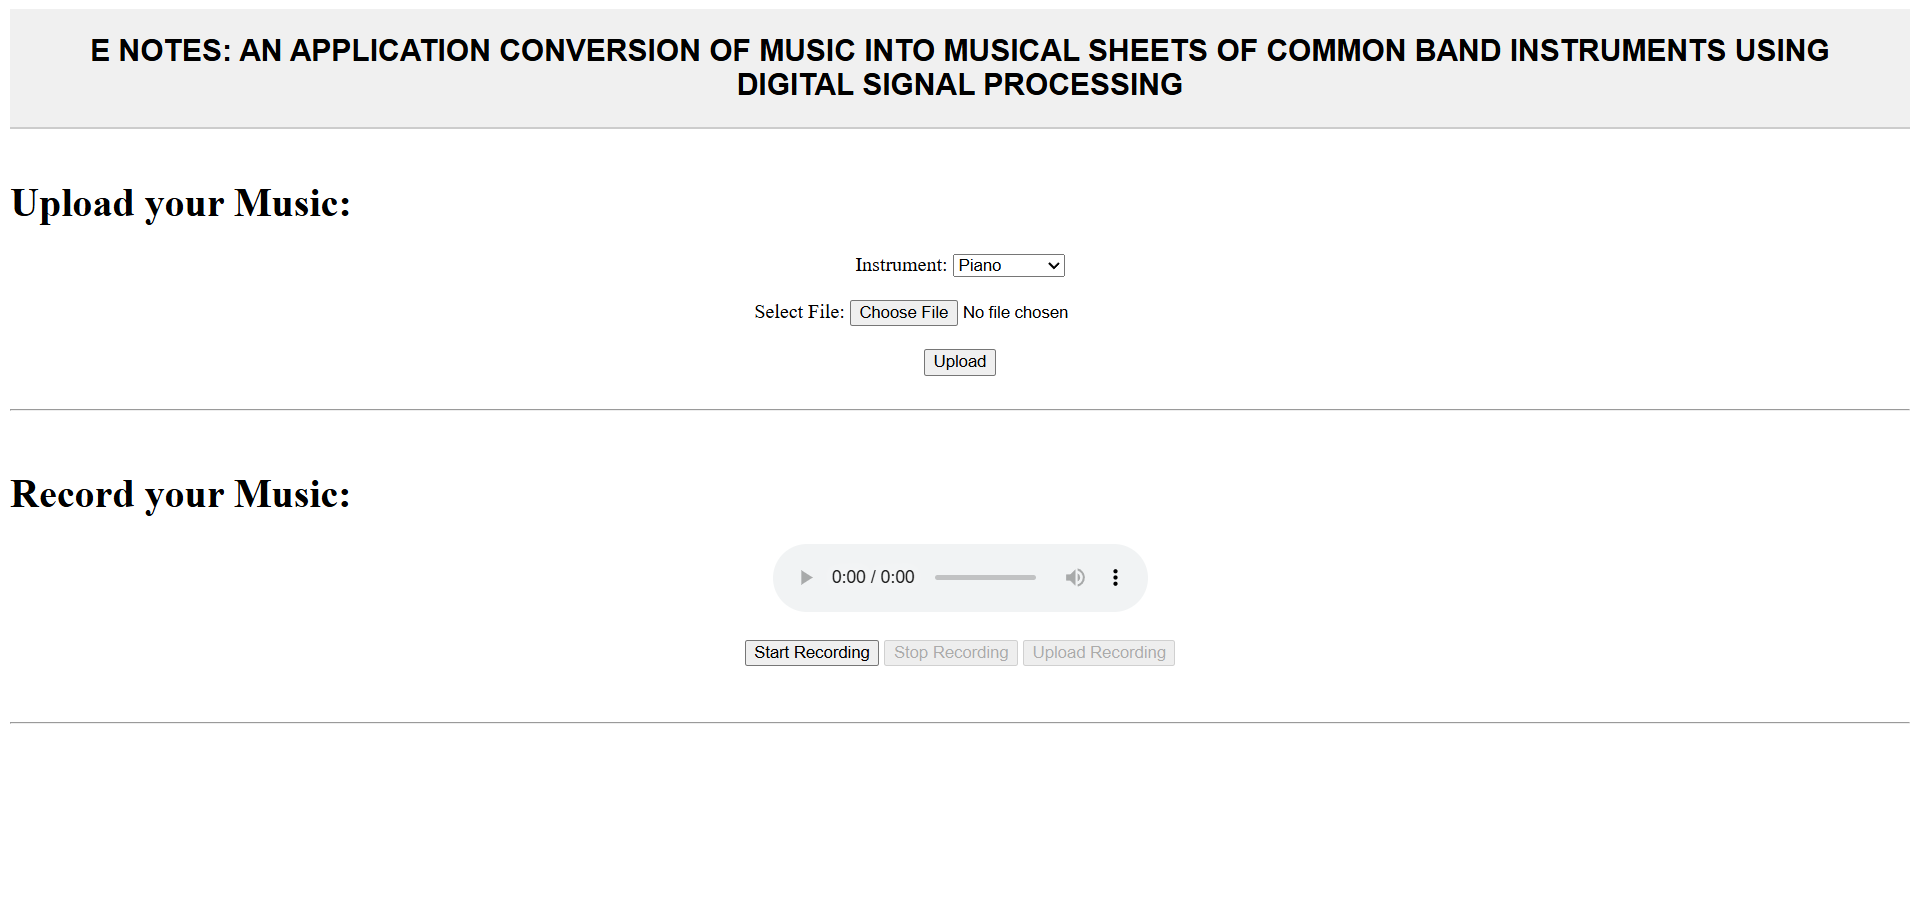 E NOTES: AN APPLICATION CONVERSION OF MUSIC INTO MUSICAL SHEETS OF COMMON BAND INSTRUMENTS USING
DIGITAL SIGNAL PROCESSING
Upload your Music:
Instrument: Piano
Select File: Choose File No file chosen
Upload
Record your Music:
0:00 / 0:00
Start Recording Stop Recording Upload Recording